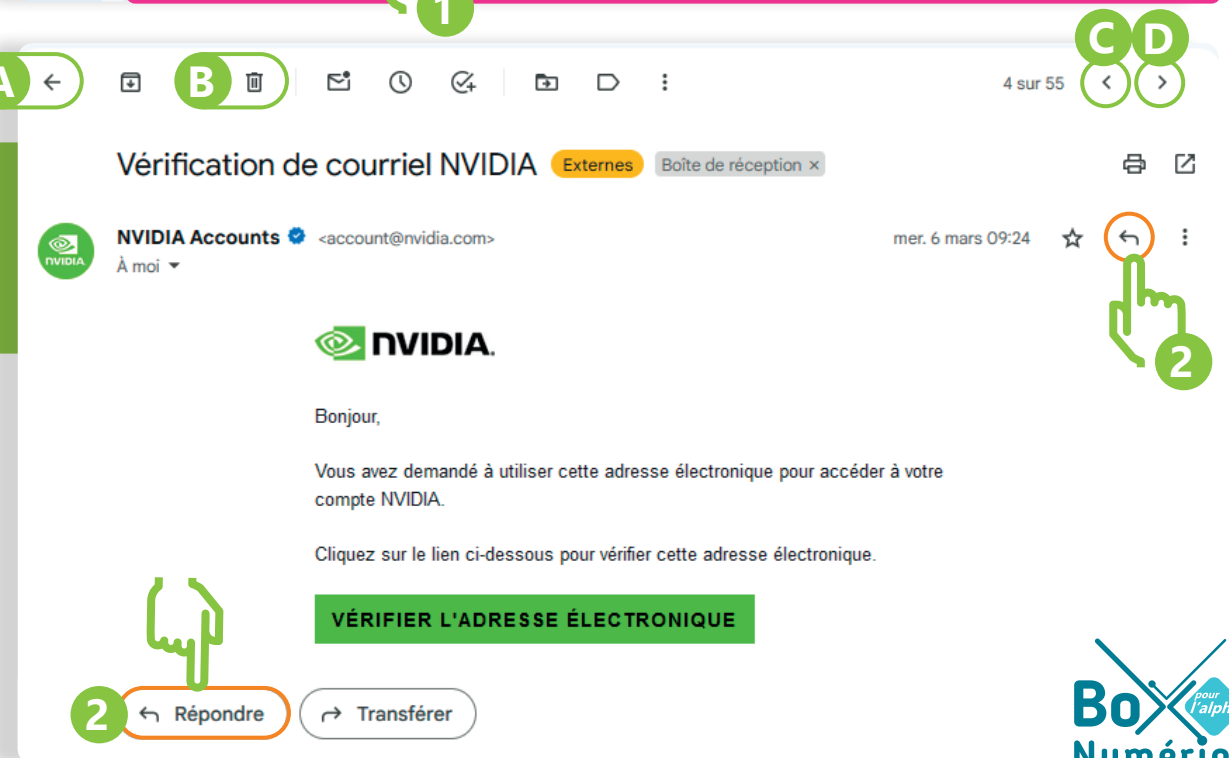 1
C D
A
B
4 sur 55
Vérification de courriel NVIDIA
Externes
Boîte de réception ×
NVIDIA
NVIDIA Accounts <account@nvidia.com>
mer. 6 mars 09:24
À moi
NVIDIA.
2
Bonjour,
Vous avez demandé à utiliser cette adresse électronique pour accéder à votre
compte NVIDIA.
Cliquez sur le lien ci-dessous pour vérifier cette adresse électronique.
VÉRIFIER L'ADRESSE ÉLECTRONIQUE
2
Répondre
Transférer
Box
pour
l'alph
Numériq